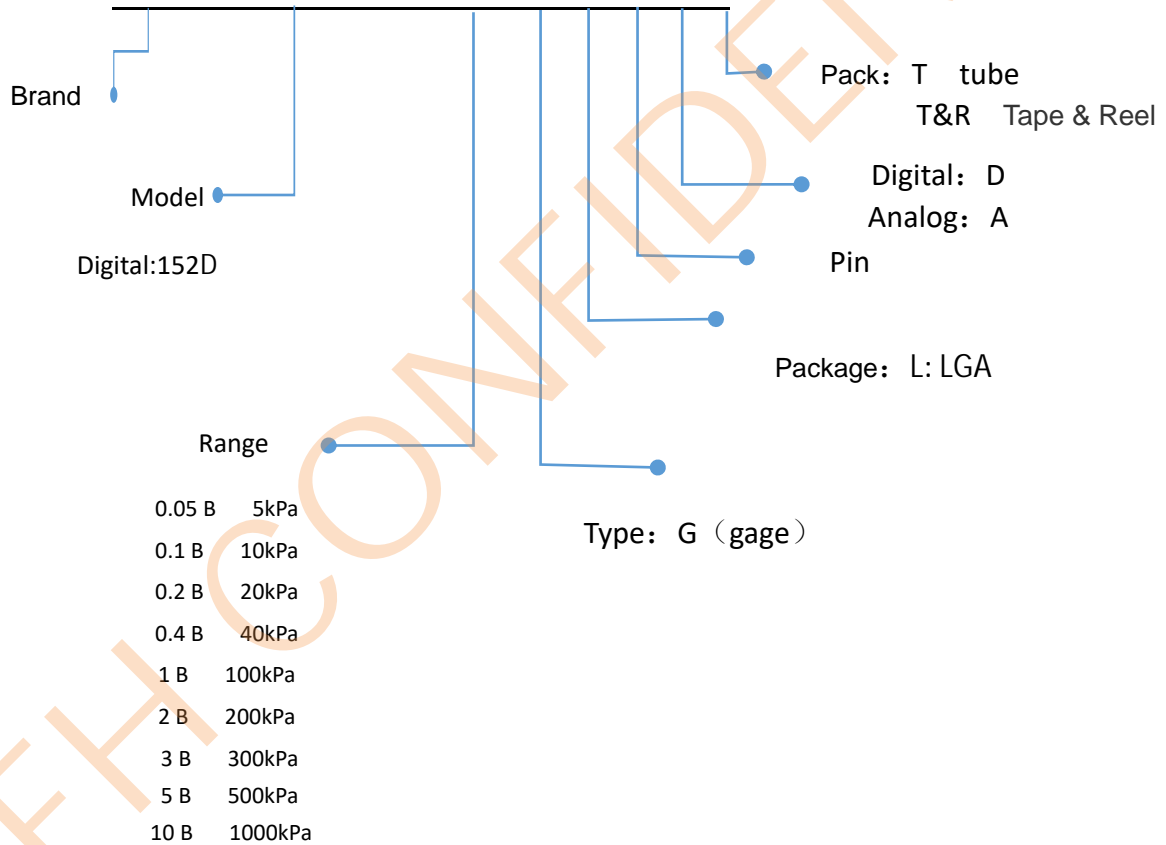 Brand
Pack：T tube
T&R Tape & Reel
Model
Digital：D
Analog：A
Digital:152D
Pin
Package：L: LGA
Range
0.05 B 5kPa
Type：G（gage）
0.1 B 10kPa
0.2 B 20kPa
0.4 B 40kPa
1 B 100kPa
2 B 200kPa
3 B 300kPa
5 B 500kPa
10 B 1000kPa